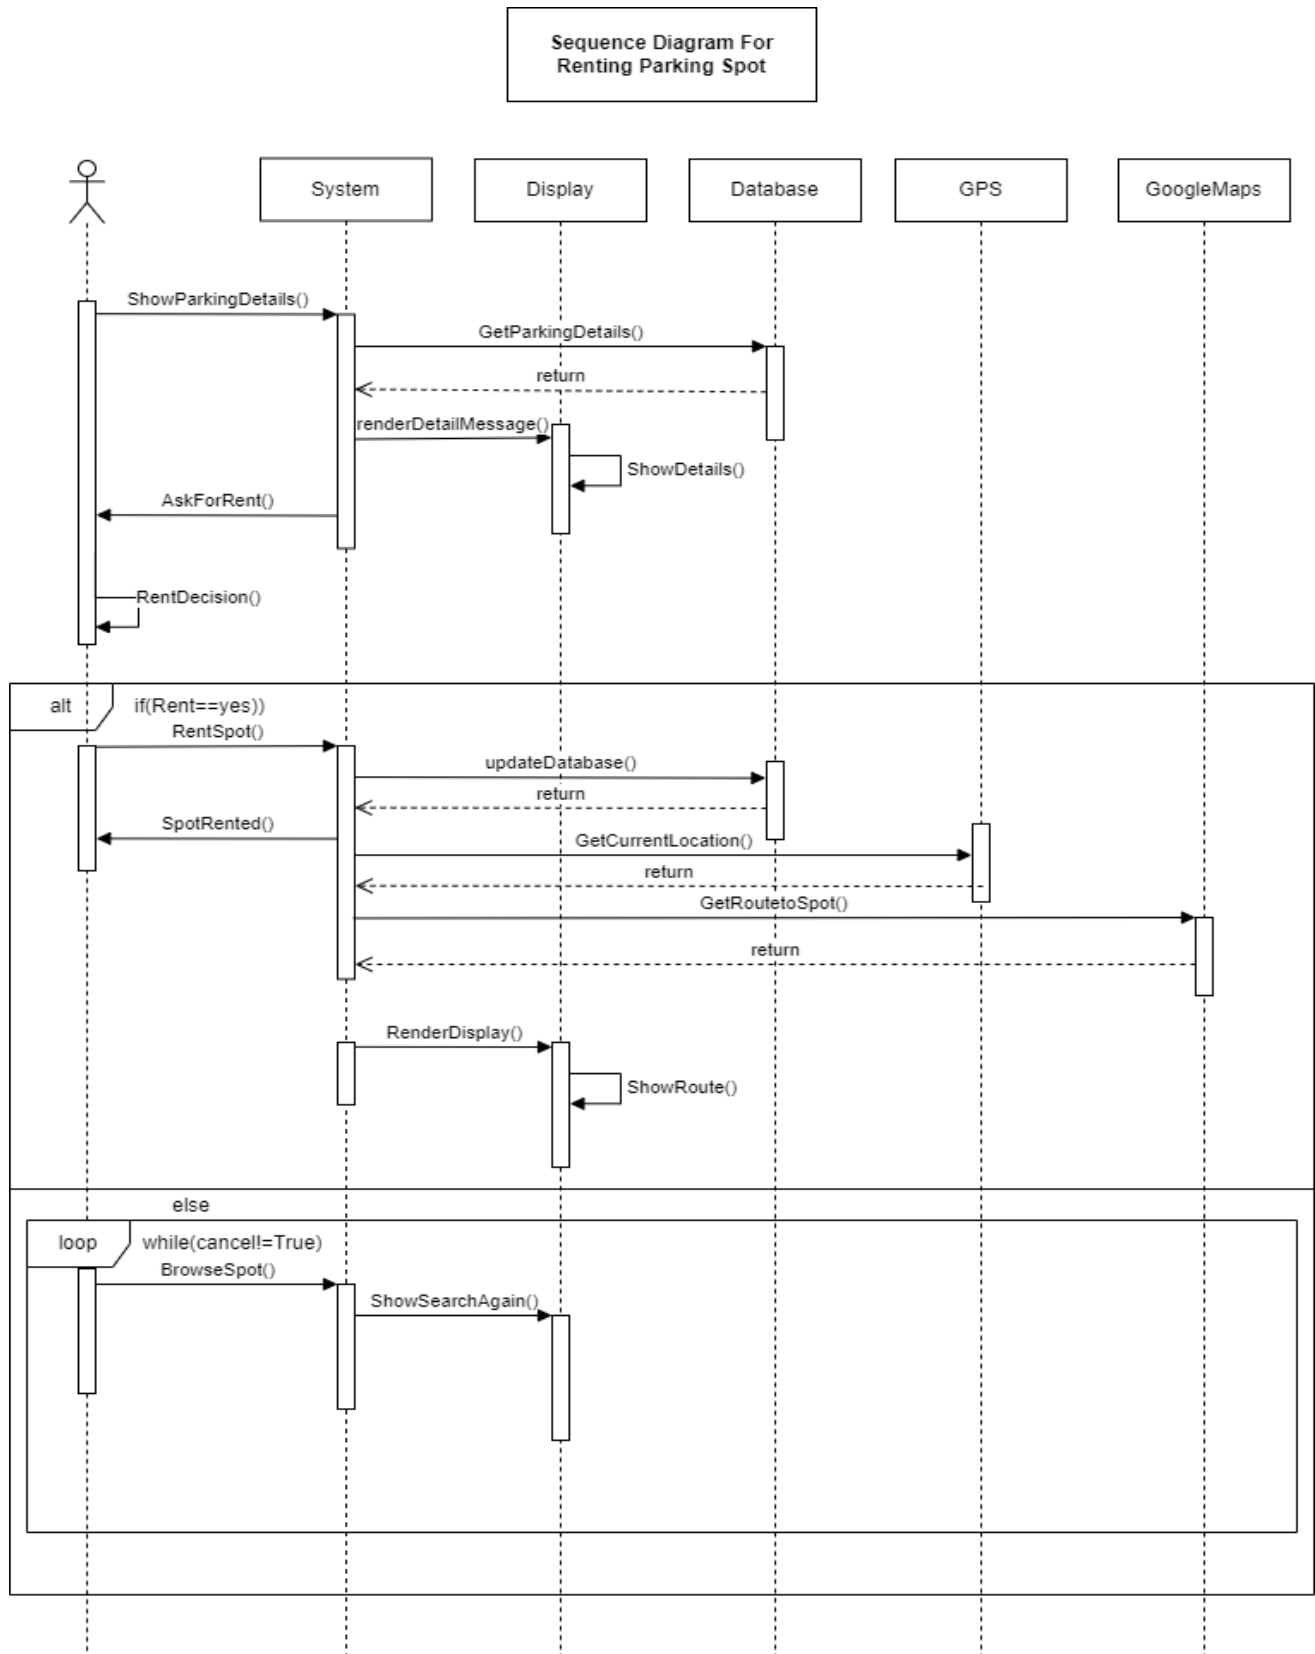 Sequence Diagram For
Renting Parking Spot
System
Display
Database
GPS
GoogleMaps
ShowParkingDetails()
GetParkingDetails()
return
renderDetailMessage()
ShowDetails()
AskForRent()
RentDecision()
alt
if(Rent==yes))
RentSpot()
updateDatabase()
return
SpotRented()
GetCurrentLocation()
return
GetRoutetoSpot()
return
RenderDisplay()
ShowRoute()
else
loop
while(cancel!=True)
BrowseSpot()
ShowSearchAgain()